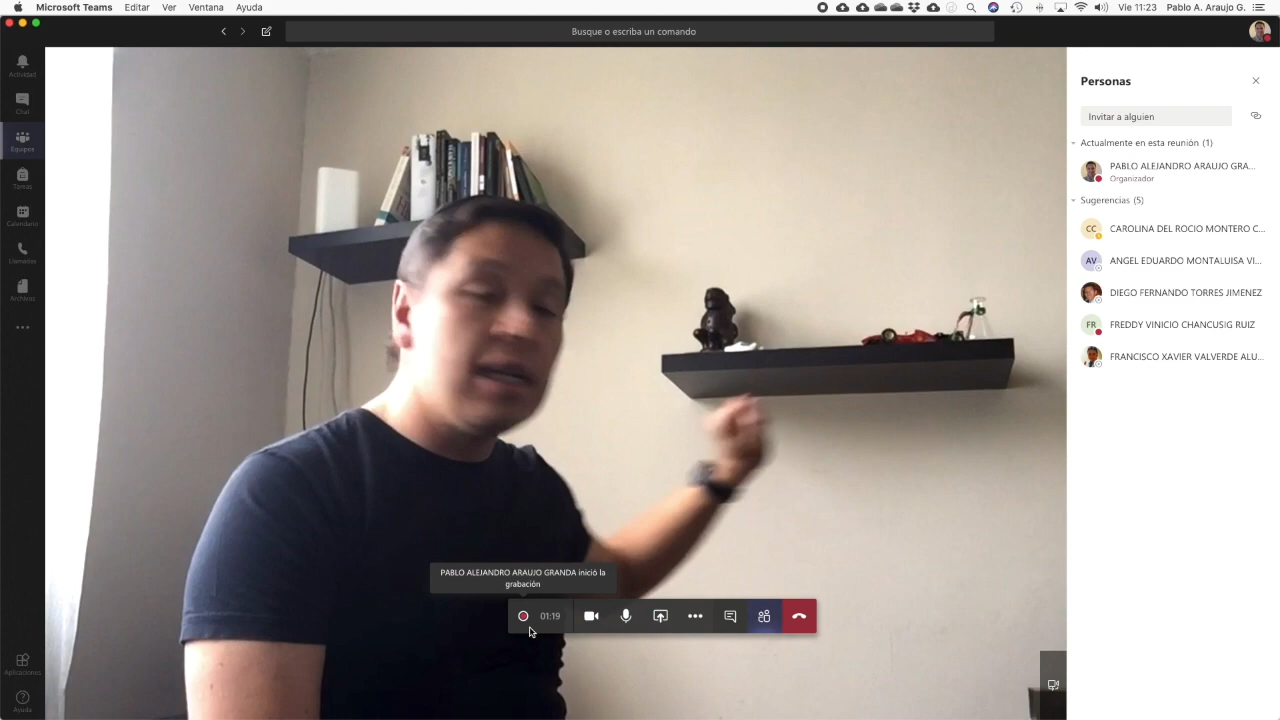 Microsoft Teams Editar Ver Ventana Ayuda Vie 11:23 Pablo A. Araujo G.
Busque o escriba un comando
Actividad
Chat
Equipos
Tareas
Calendario
Llamadas
Archivos
Aplicaciones
Ayuda
PABLO ALEJANDRO ARAUJO GRANDA inició la
grabación
01:19
Personas
Invitar a alguien
Actualmente en esta reunión (1)
PABLO ALEJANDRO ARAUJO GRA...
Organizador
Sugerencias (5)
CC CAROLINA DEL ROCIO MONTERO C...
AV ANGEL EDUARDO MONTALUISA VI...
DIEGO FERNANDO TORRES JIMENEZ
FR FREDDY VINICIO CHANCUSIG RUIZ
FRANCISCO XAVIER VALVERDE ALU...